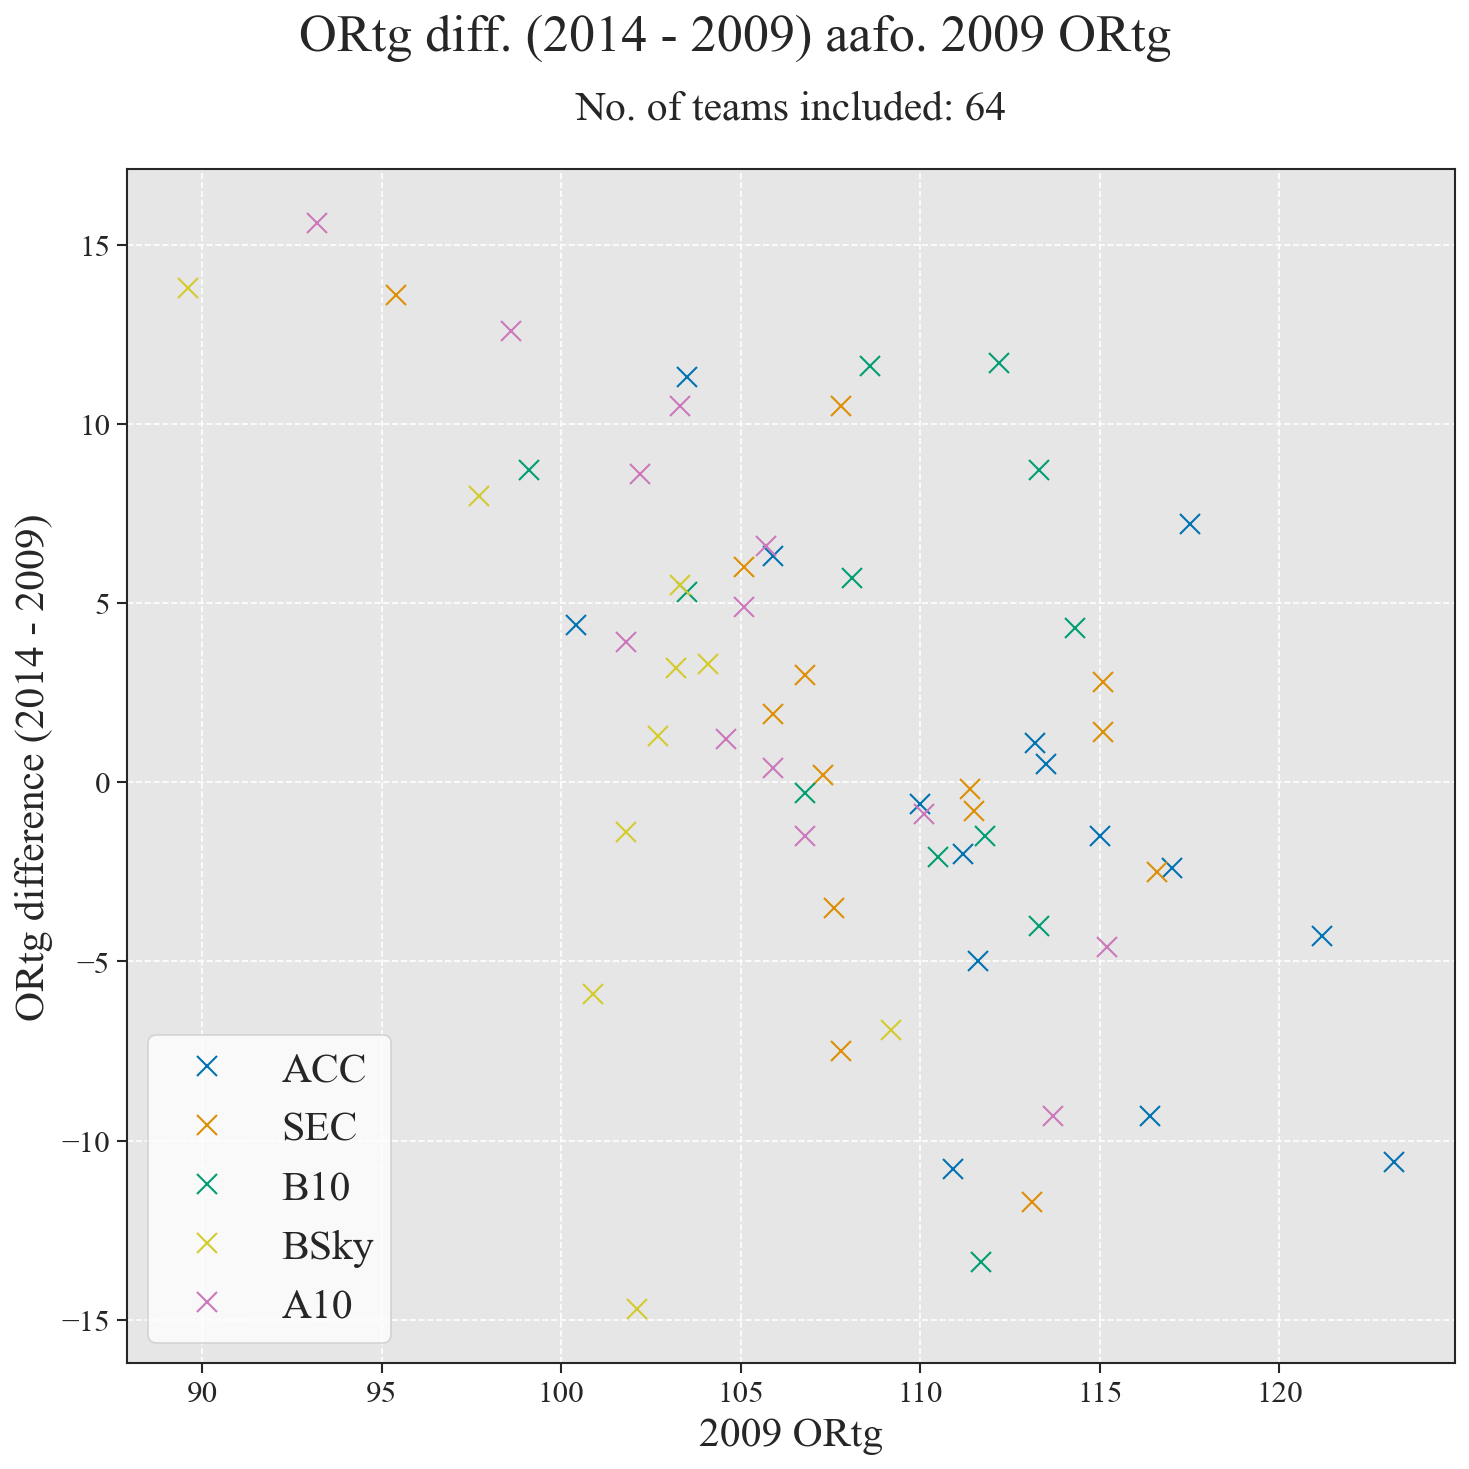 ORtg diff. (2014 - 2009) aafo. 2009 ORtg
No. of teams included: 64
ORtg difference (2014 - 2009)
15
10
5
0
−5
−10
−15
ACC
SEC
B10
BSky
A10
90 95 100 105 110 115 120
2009 ORtg